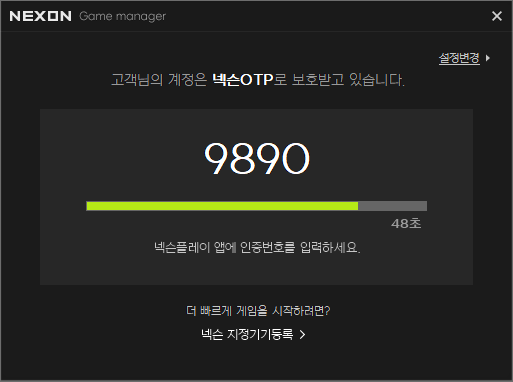 NEXON Game manager
설정변경
고객님의 계정은 넥슨OTP로 보호받고 있습니다.
9890
48초
넥슨플레이 앱에 인증번호를 입력하세요.
더 빠르게 게임을 시작하려면?
넥슨 지정기기등록 >